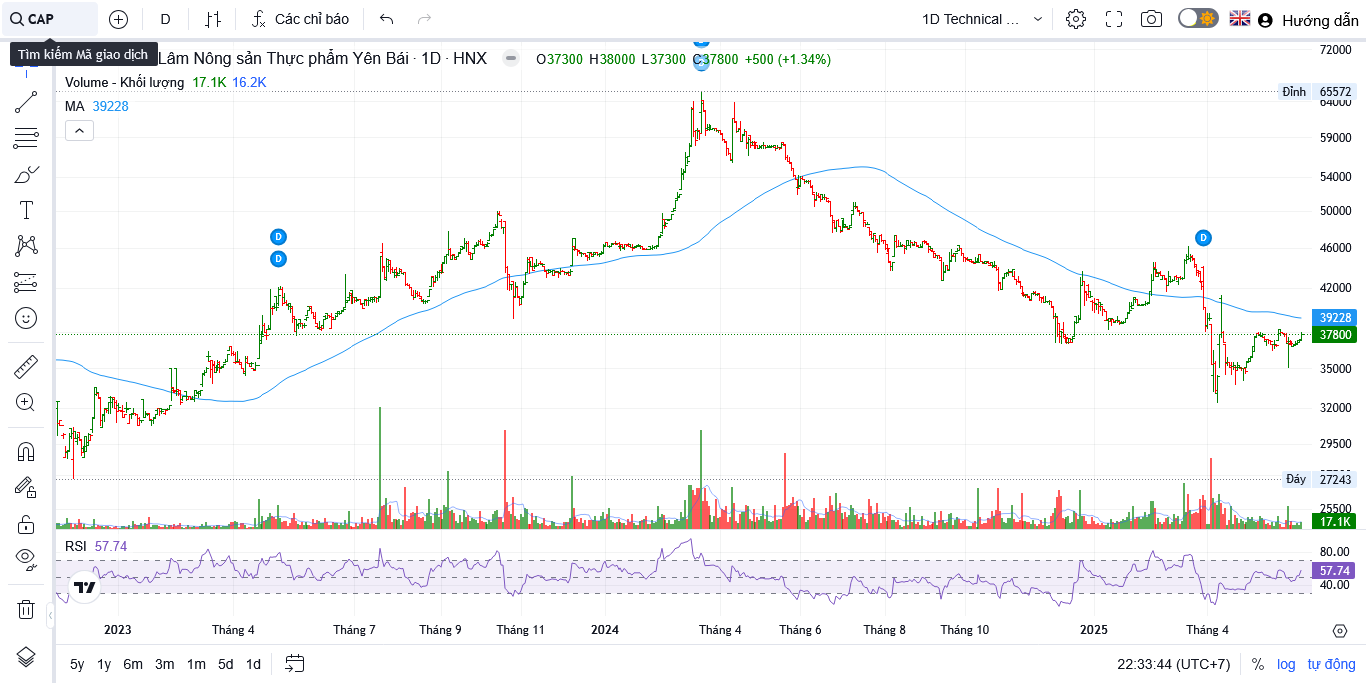 CAP
D
Các chỉ báo
1D Technical ...
Hướng dẫn
Tìm kiếm Mã giao dịch
Lâm Nông sản Thực phẩm Yên Bái · 1D · HNX
O37300 H38000 L37300 C37800 +500 (+1.34%)
Volume - Khối lượng 17.1K 16.2K
MA 39228
72000
Đỉnh 65572
64000
59000
54000
50000
46000
42000
39228
37800
35000
32000
29500
Đáy 27243
25500
17.1K
D
D
D
RSI 57.74
80.00
57.74
40.00
2023 Tháng 4 Tháng 7 Tháng 9 Tháng 11 2024 Tháng 4 Tháng 6 Tháng 8 Tháng 10 2025 Tháng 4
5y 1y 6m 3m 1m 5d 1d
22:33:44 (UTC+7) % log tự động